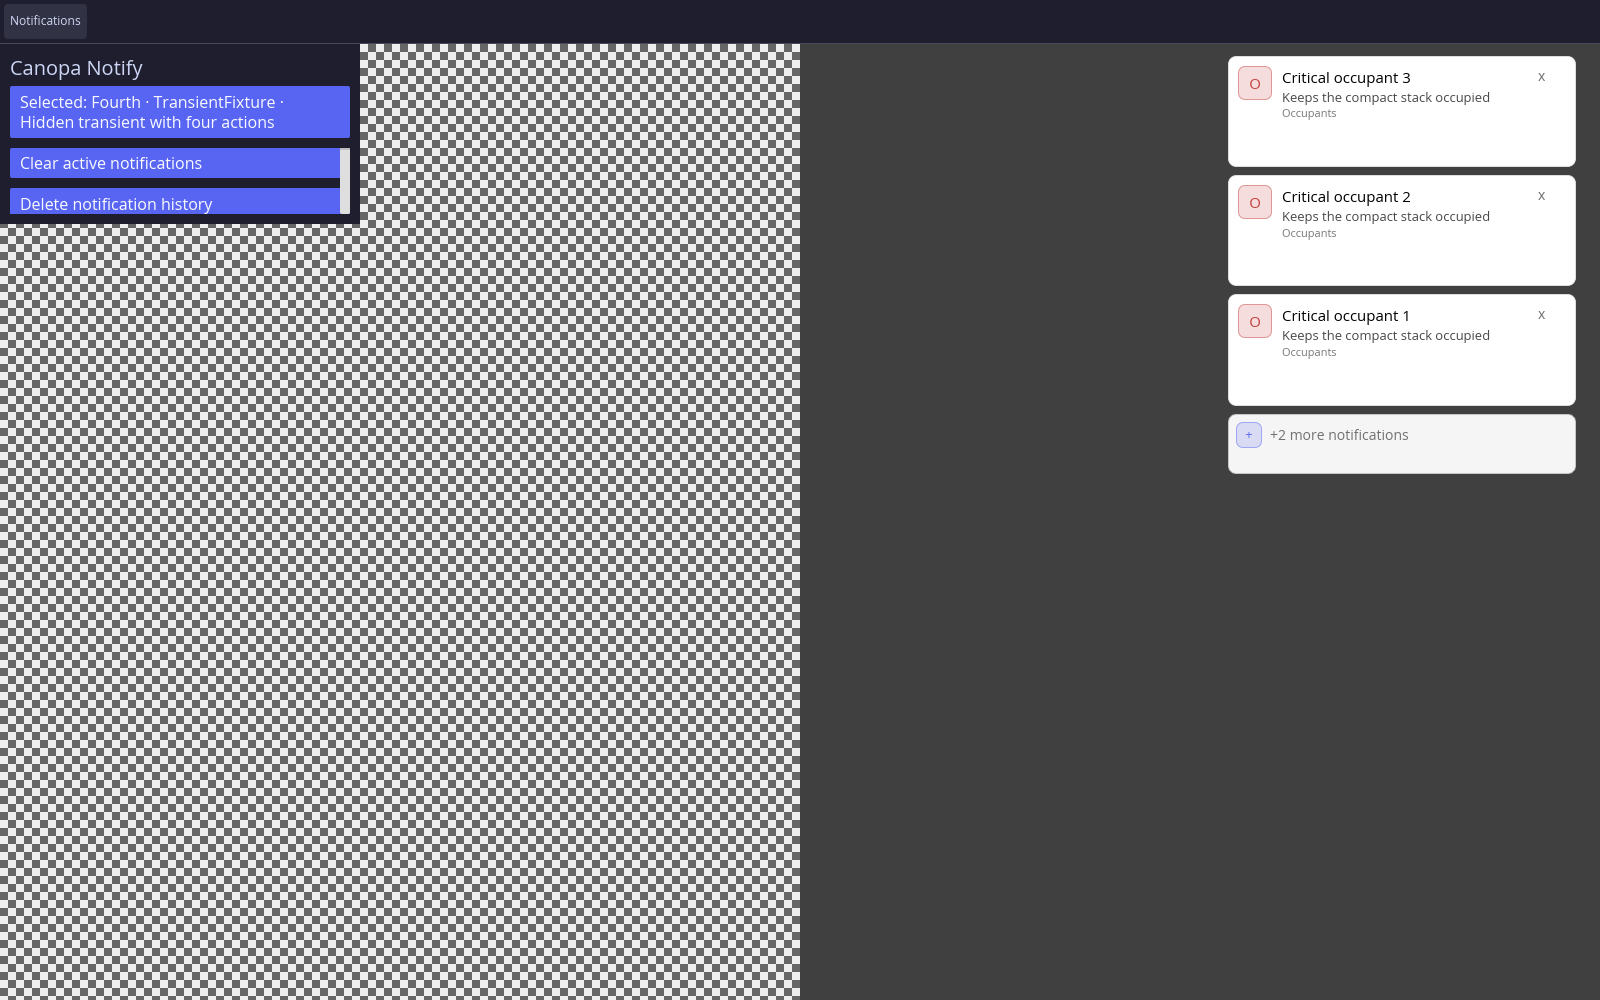 Notifications
Canopa Notify
Selected: Fourth · TransientFixture ·
Hidden transient with four actions
Clear active notifications
Delete notification history
O
Critical occupant 3
x
Keeps the compact stack occupied
Occupants
O
Critical occupant 2
x
Keeps the compact stack occupied
Occupants
O
Critical occupant 1
x
Keeps the compact stack occupied
Occupants
+
+2 more notifications